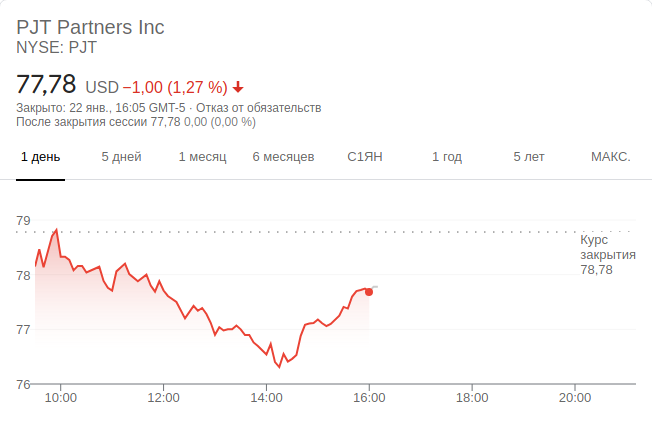 PJT Partners Inc
NYSE: PJT
77,78 USD −1,00 (1,27 %)
Закрыто: 22 янв., 16:05 GMT-5 · Отказ от обязательств
После закрытия сессии 77,78 0,00 (0,00 %)
1 день 5 дней 1 месяц 6 месяцев С1ЯН 1 год 5 лет МАКС.
79
Курс
закрытия
78,78
78
77
76
10:00 12:00 14:00 16:00 18:00 20:00